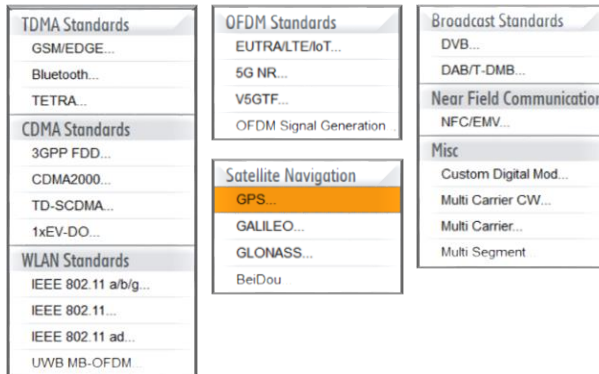 TDMA Standards
GSM/EDGE...
Bluetooth...
TETRA...
CDMA Standards
3GPP FDD...
CDMA2000...
TD-SCDMA...
1xEV-DO...
WLAN Standards
IEEE 802.11 a/b/g...
IEEE 802.11...
IEEE 802.11 ad...
UWB MB-OFDM...
OFDM Standards
EUTRA/LTE/IoT...
5G NR...
V5GTF...
OFDM Signal Generation...
Satellite Navigation
GPS...
GALILEO...
GLONASS...
BeiDou
Broadcast Standards
DVB...
DAB/T-DMB...
Near Field Communication
NFC/EMV...
Misc
Custom Digital Mod...
Multi Carrier CW...
Multi Carrier...
Multi Segment